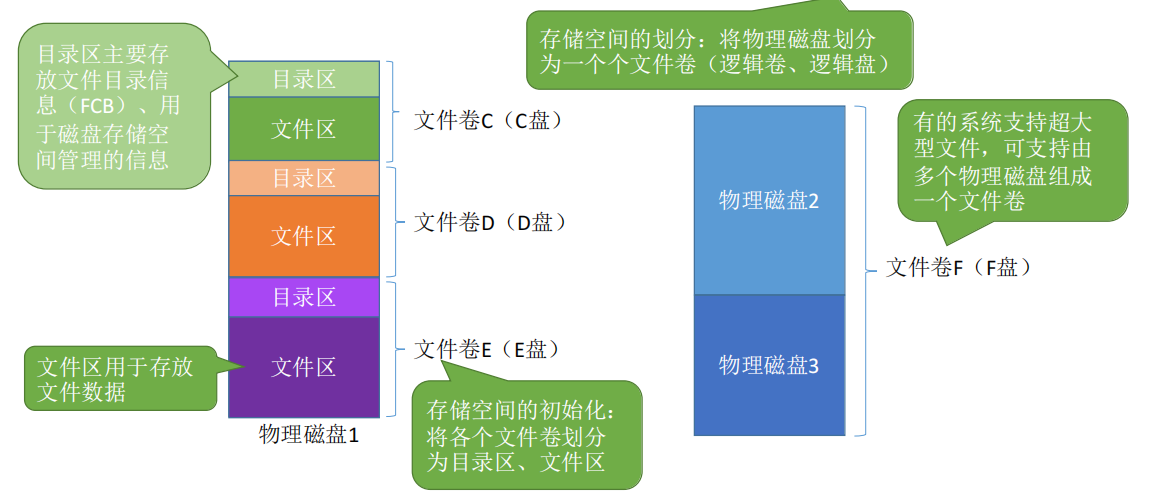 目录区主要存
放文件目录信
息（FCB）、用
于磁盘存储空
间管理的信息
目录区
文件区
文件卷C（C盘）
目录区
文件区
文件卷D（D盘）
目录区
文件区
文件卷E（E盘）
文件区用于存放
文件数据
物理磁盘1
存储空间的初始化：
将各个文件卷划分
为目录区、文件区
存储空间的划分：将物理磁盘划分
为一个个文件卷（逻辑卷、逻辑盘）
物理磁盘2
物理磁盘3
文件卷F（F盘）
有的系统支持超大
型文件，可支持由
多个物理磁盘组成
一个文件卷